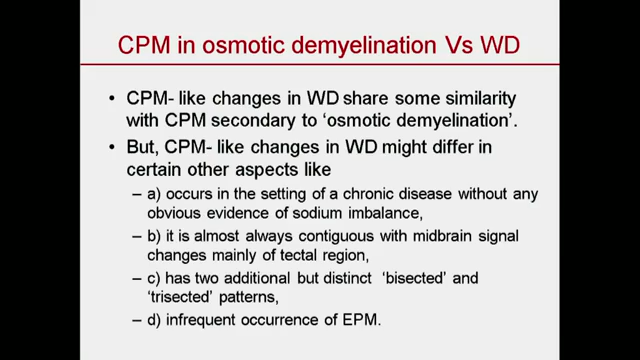 CPM in osmotic demyelination Vs WD
• CPM- like changes in WD share some similarity
with CPM secondary to ‘osmotic demyelination’.
• But, CPM- like changes in WD might differ in
certain other aspects like
– a) occurs in the setting of a chronic disease without any
obvious evidence of sodium imbalance,
– b) it is almost always contiguous with midbrain signal
changes mainly of tectal region,
– c) has two additional but distinct ‘bisected’ and
‘trisected’ patterns,
– d) infrequent occurrence of EPM.